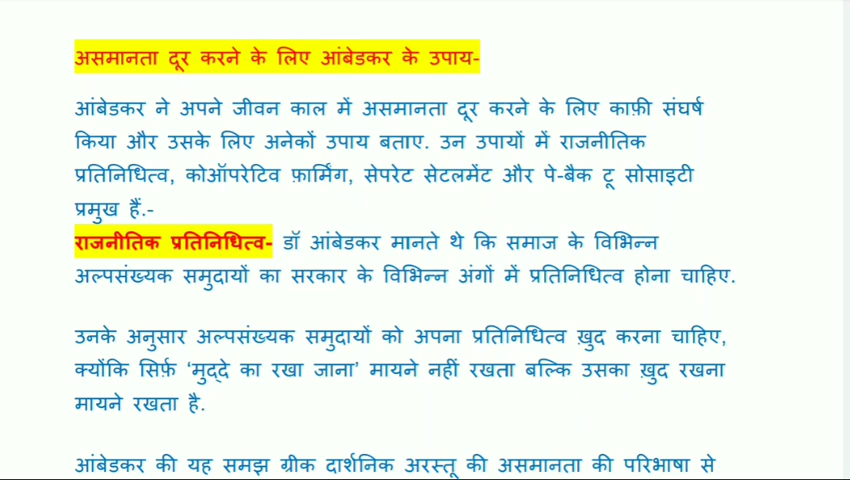 असमानता दूर करने के लिए आंबेडकर के उपाय-
आंबेडकर ने अपने जीवन काल में असमानता दूर करने के लिए काफ़ी संघर्ष
किया और उसके लिए अनेकों उपाय बताए. उन उपायों में राजनीतिक
प्रतिनिधित्व, कोऑपरेटिव फ़ार्मिंग, सेपरेट सेटलमेंट और पे-बैक टू सोसाइटी
प्रमुख हैं.-
राजनीतिक प्रतिनिधित्व- डॉ आंबेडकर मानते थे कि समाज के विभिन्न
अल्पसंख्यक समुदायों का सरकार के विभिन्न अंगों में प्रतिनिधित्व होना चाहिए.
उनके अनुसार अल्पसंख्यक समुदायों को अपना प्रतिनिधित्व ख़ुद करना चाहिए,
क्योंकि सिर्फ़ ‘मुद्दे का रखा जाना’ मायने नहीं रखता बल्कि उसका ख़ुद रखना
मायने रखता है.
आंबेडकर की यह समझ ग्रीक दार्शनिक अरस्तू की असमानता की परिभाषा से